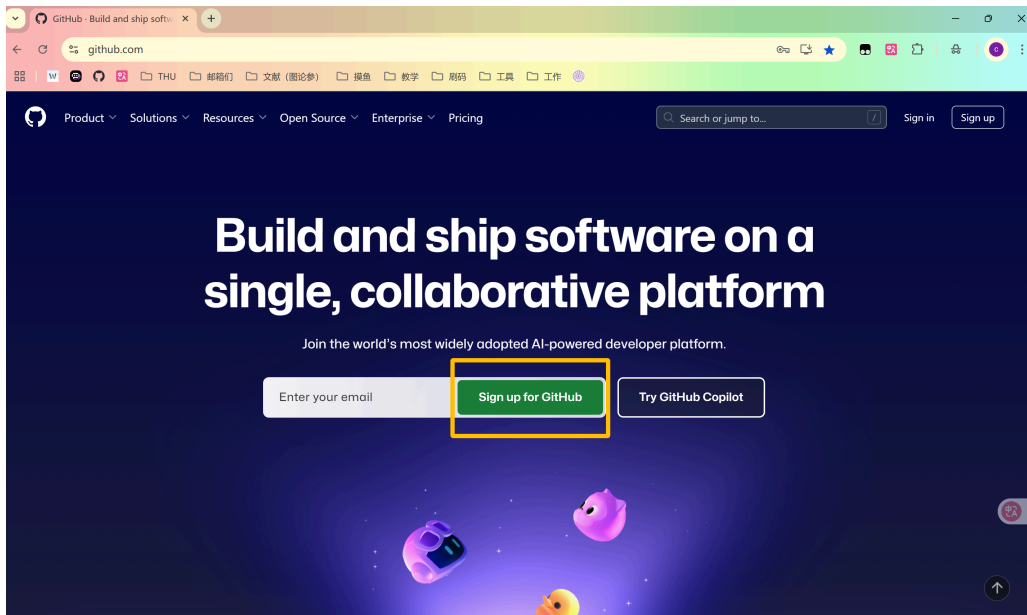 GitHub · Build and ship softw
github.com
THU 邮箱们 文献 (图论参) 摸鱼 教学 刷码 工具 工作
Product Solutions Resources Open Source Enterprise Pricing Search or jump to... / Sign in Sign up
Build and ship software on a
single, collaborative platform
Join the world's most widely adopted AI-powered developer platform.
Enter your email Sign up for GitHub Try GitHub Copilot